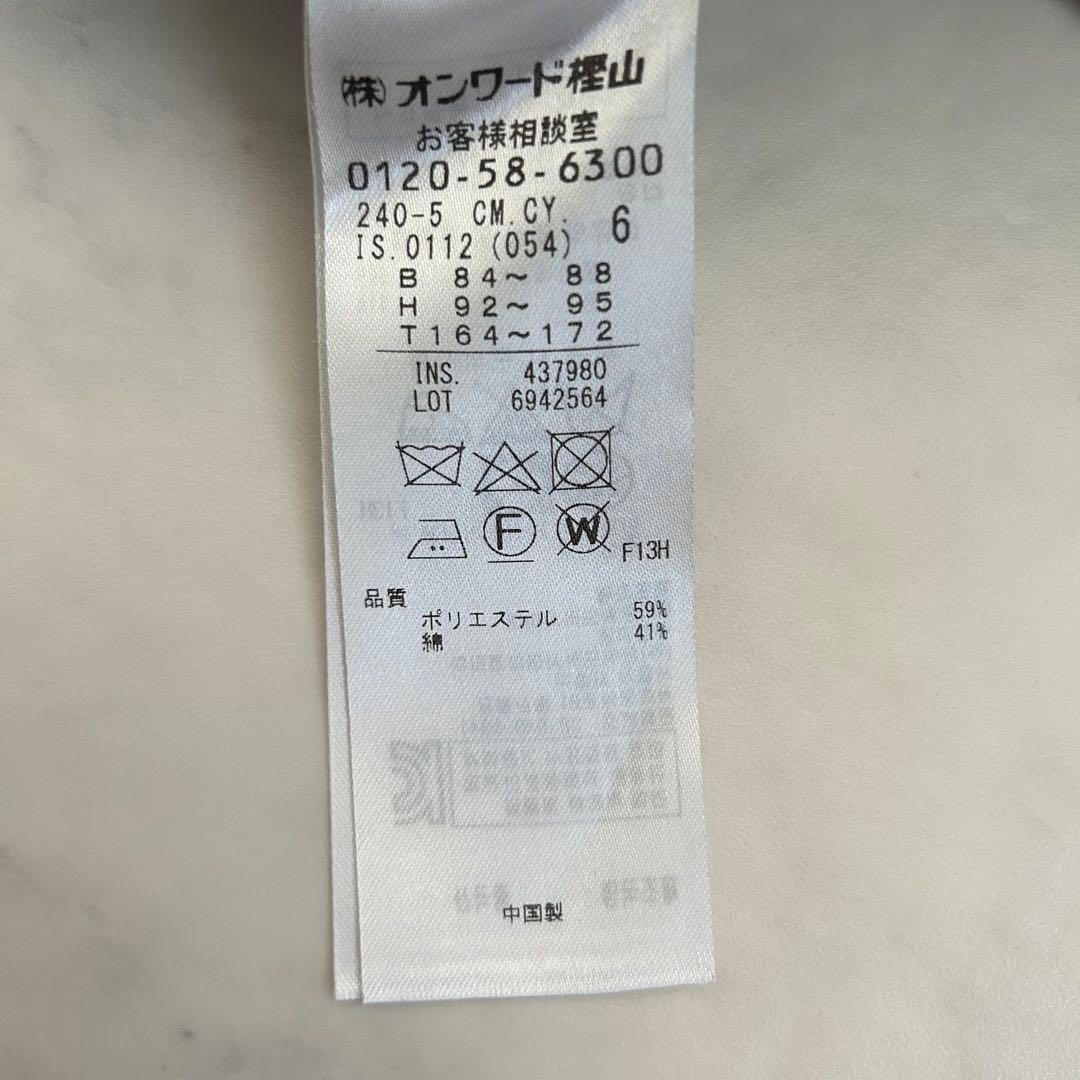 (株)オンワード樫山
お客様相談室
0120-58-6300
240-5 CM.CY. 6
IS.0112 (054)
B 84～ 88
H 92～ 95
T164～172
INS. 437980
LOT 6942564
F
W
F13H
品質
ポリエステル 59%
綿 41%
中国製